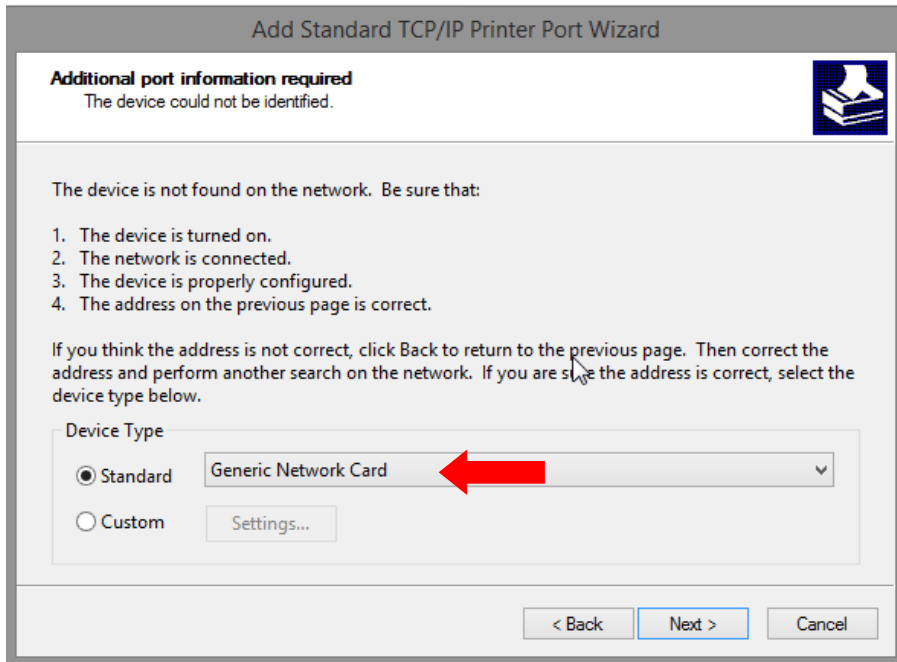 Add Standard TCP/IP Printer Port Wizard
Additional port information required
The device could not be identified.
The device is not found on the network.  Be sure that:
1.  The device is turned on.
2.  The network is connected.
3.  The device is properly configured.
4.  The address on the previous page is correct.
If you think the address is not correct, click Back to return to the previous page.  Then correct the
address and perform another search on the network.  If you are sure the address is correct, select the
device type below.
Device Type
Standard
Generic Network Card
Custom
Settings...
< Back
Next >
Cancel